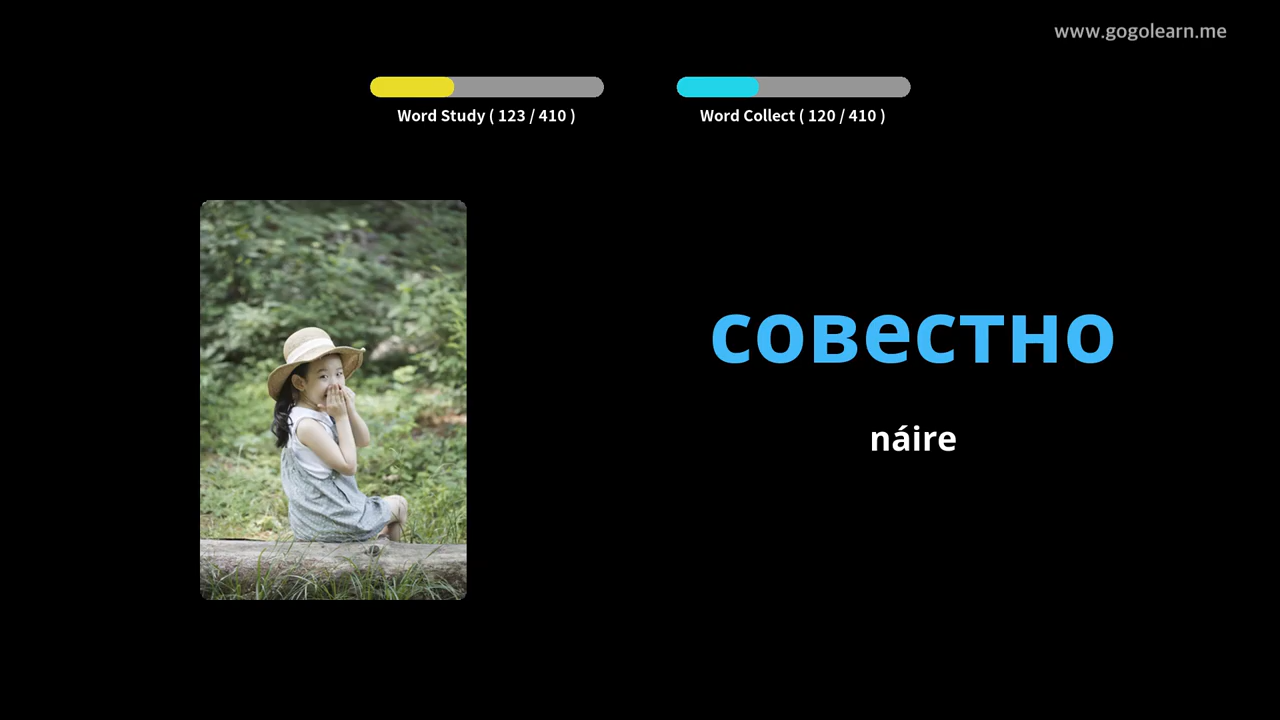 www.gogolearn.me
Word Study ( 123 / 410 )
Word Collect ( 120 / 410 )
совестно
náire